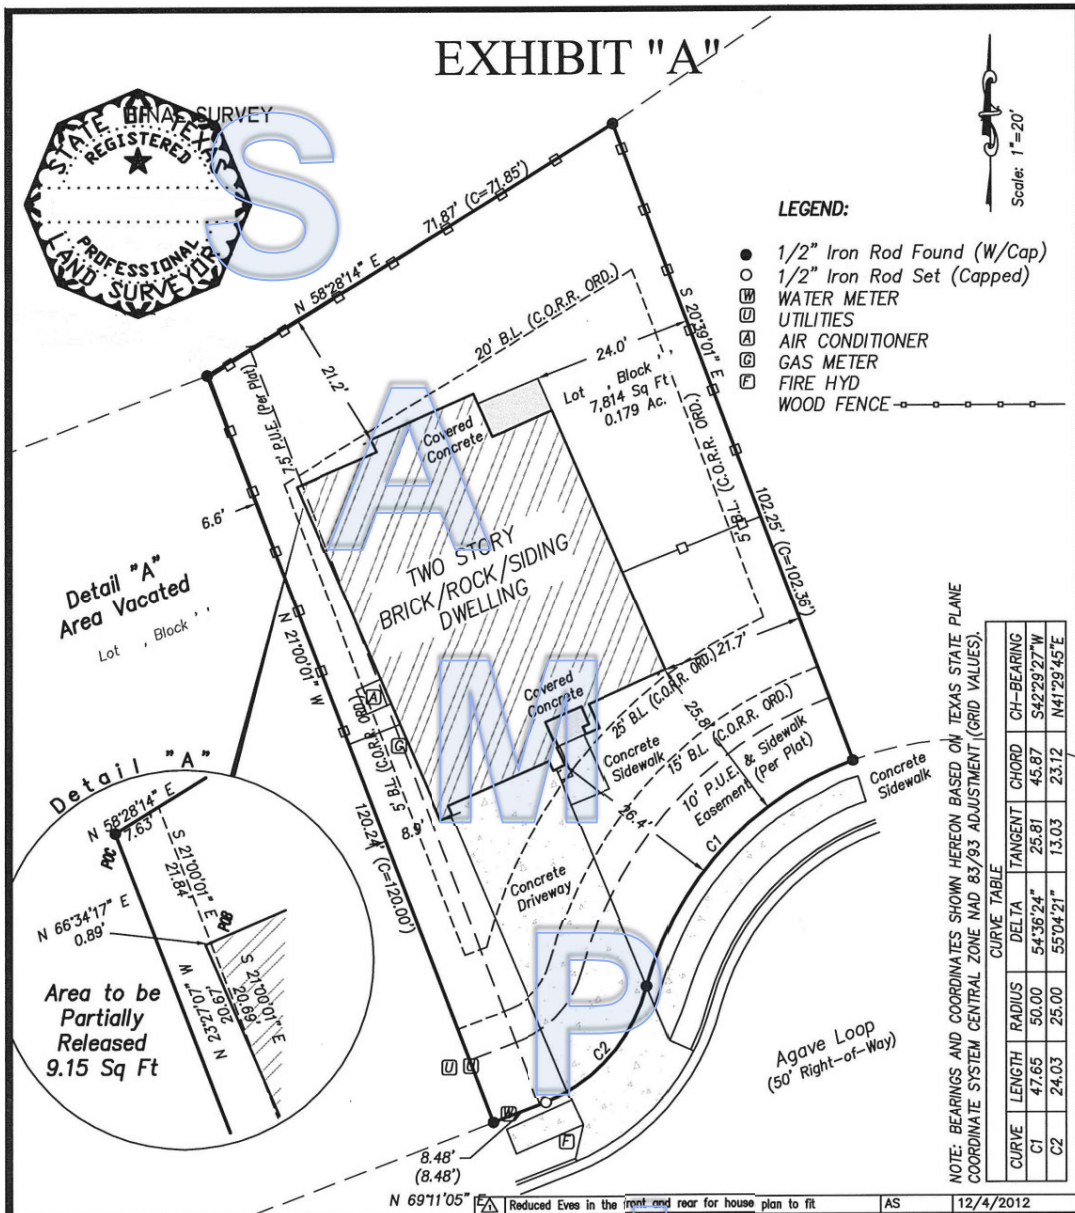 EXHIBIT "A"
FINAL SURVEY
STATE OF TEXAS
REGISTERED
PROFESSIONAL
LAND SURVEYOR
SAMP
Scale: 1"=20'
LEGEND:
1/2" Iron Rod Found (W/Cap)
1/2" Iron Rod Set (Capped)
W WATER METER
U UTILITIES
A AIR CONDITIONER
G GAS METER
F FIRE HYD
WOOD FENCE
71.87' (C=71.85')
N 58°28'14" E
20' B.L. (C.O.R.R. ORD.)
S 20°39'01" E
24.0'
Lot , Block ' ,
7,814 Sq Ft
0.179 Ac.
21.2'
7.5' P.U.E (Per Plat)
Covered
Concrete
5' B.L. (C.O.R.R. ORD.)
102.25' (C=102.36')
6.6'
TWO STORY
BRICK/ROCK/SIDING
DWELLING
Detail "A"
Area Vacated
Lot , Block ' '
N 21°00'01" W
A
G
5' B.L. (C.O.R.R. ORD.)
120.24' (C=120.00')
8.9'
Covered
Concrete
25' B.L. (C.O.R.R. ORD.)
21.7'
25.8'
15' B.L. (C.O.R.R. ORD.)
Concrete
Sidewalk
10' P.U.E. & Sidewalk
Easement (Per Plat)
26.4'
C1
Concrete
Sidewalk
Concrete
Driveway
C2
Agave Loop
(50' Right-of-Way)
Detail "A"
N 58°28'14" E
7.63'
POC
S 21°00'01" E
21.84'
POB
N 66°34'17" E
0.89'
S 21°00'01" E
20.69'
N 23°27'07" W
20.67'
Area to be
Partially
Released
9.15 Sq Ft
U
U
W
F
8.48'
(8.48')
N 69°11'05" E
1 Reduced Eves in the front and rear for house plan to fit AS 12/4/2012
NOTE: BEARINGS AND COORDINATES SHOWN HEREON BASED ON TEXAS STATE PLANE
COORDINATE SYSTEM CENTRAL ZONE NAD 83/93 ADJUSTMENT (GRID VALUES).
CURVE TABLE
CURVE LENGTH RADIUS DELTA TANGENT CHORD CH-BEARING
C1 47.65 50.00 54°36'24" 25.81 45.87 S42°29'27"W
C2 24.03 25.00 55°04'21" 13.03 23.12 N41°29'45"E